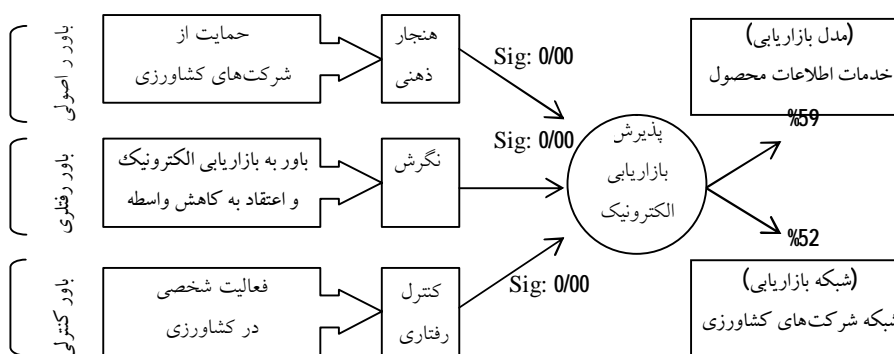 باور ر اصولی
حمایت از
شرکت‌های کشاورزی
هنجار
ذهنی
Sig: 0/00
(مدل بازاریابی)
خدمات اطلاعات محصول
%59
باور رفتلری
باور به بازاریابی الکترونیک
و اعتقاد به کاهش واسطه
نگرش
Sig: 0/00
پذیرش
بازاریابی
الکترونیک
باور کنترلی
فعالیت شخصی
در کشاورزی
کنترل
رفتاری
Sig: 0/00
%52
(شبکه بازاریابی)
شبکه شرکت‌های کشاورزی